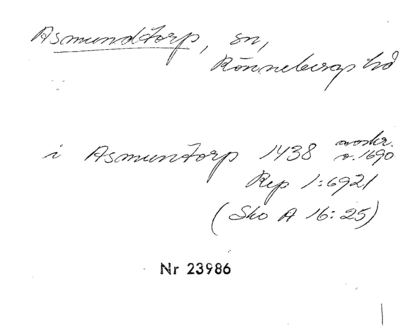 Asmundtorp, sn,
Rönnebergs hd
i Asmuntorp 1438 avskr.
o. 1690
Rep 1:6921
(Sko A 16:25)
Nr 23986